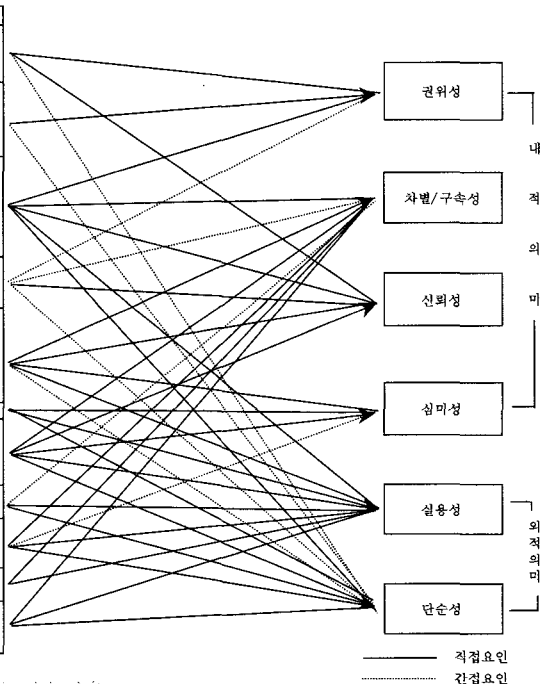 권위성
차별/구속성
신뢰성
심미성
실용성
단순성
내적의미
외적의미
직접요인
간접요인